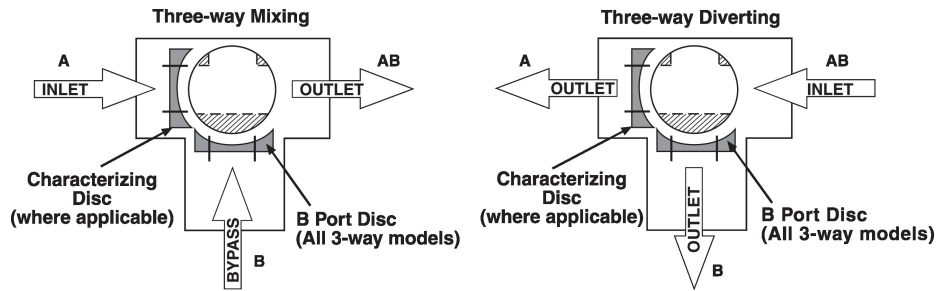 Three-way Mixing
A
INLET
AB
OUTLET
Characterizing
Disc
(where applicable)
B Port Disc
(All 3-way models)
BYPASS
B
Three-way Diverting
A
OUTLET
AB
INLET
Characterizing
Disc
(where applicable)
B Port Disc
(All 3-way models)
OUTLET
B